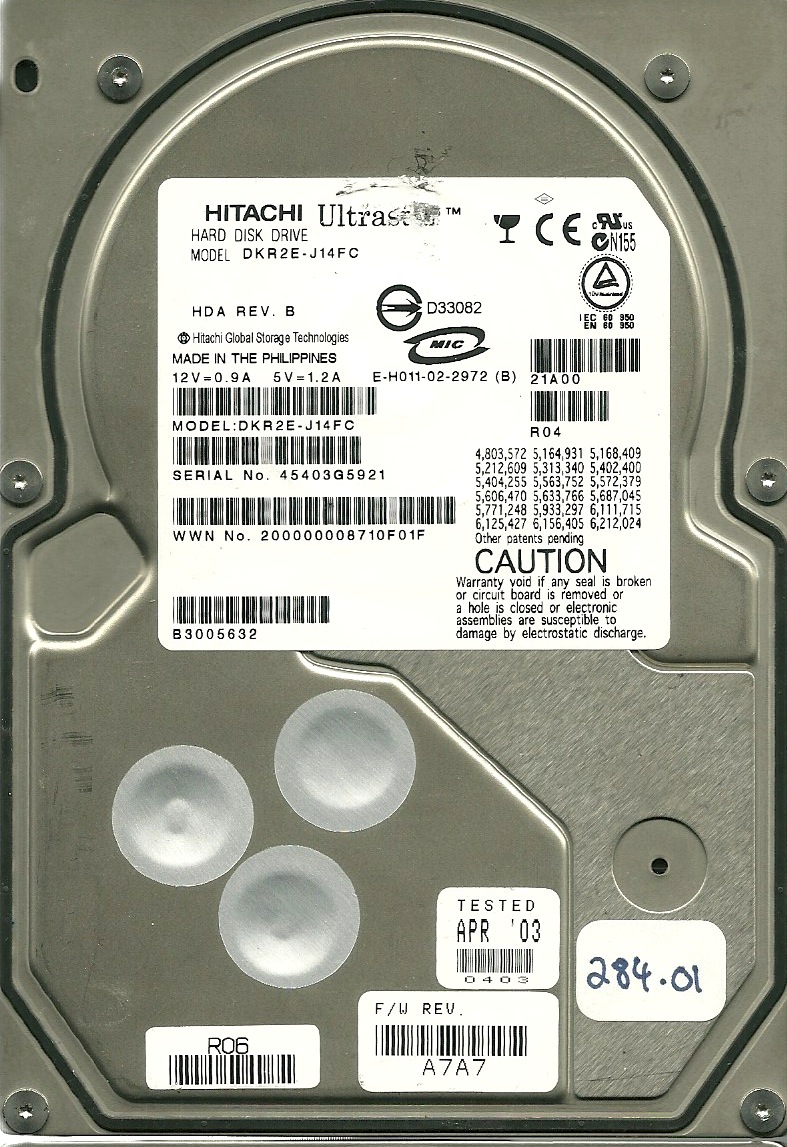 HITACHI
HARD DISK DRIVE
MODEL DKR2E-J14FC
c us
N155
HDA REV. B
D33082
IEC 60 950
EN 60 950
Hitachi Global Storage Technologies
MIC
MADE IN THE PHILIPPINES
12V=0.9A 5V=1.2A E-H011-02-2972 (B) 21A00
MODEL:DKR2E-J14FC
R04
SERIAL No. 45403G5921
WWN No. 200000008710F01F
B3005632
4,803,572 5,164,931 5,168,409
5,212,609 5,313,340 5,402,400
5,404,255 5,563,752 5,572,379
5,606,470 5,633,766 5,687,045
5,771,248 5,933,297 6,111,715
6,125,427 6,156,405 6,212,024
Other patents pending
CAUTION
Warranty void if any seal is broken
or circuit board is removed or
a hole is closed or electronic
assemblies are susceptible to
damage by electrostatic discharge.
TESTED
APR '03
0403
284.01
F/W REV.
A7A7
R06